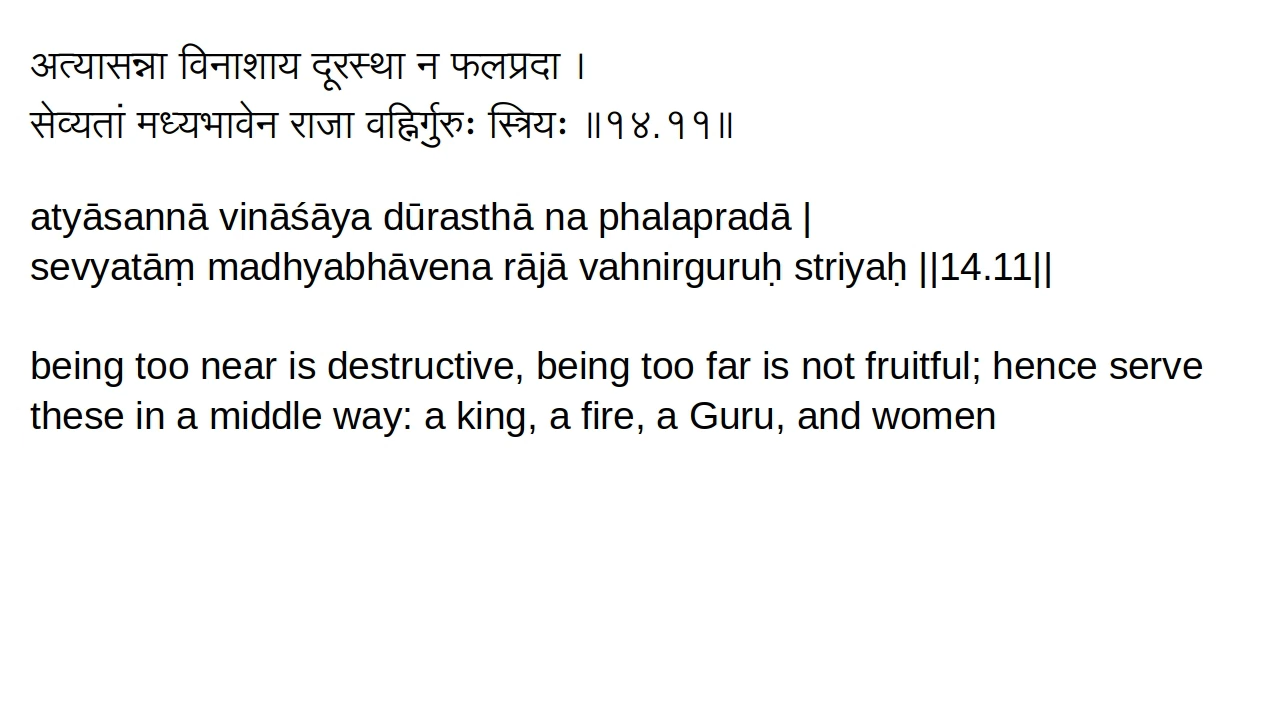 अत्यासन्ना विनाशाय दूरस्था न फलप्रदा ।
सेव्यतां मध्यभावेन राजा वह्निर्गुरुः स्त्रियः ॥१४.११॥
atyāsannā vināśāya dūrasthā na phalapradā |
sevyatāṃ madhyabhāvena rājā vahnirguruḥ striyaḥ ||14.11||
being too near is destructive, being too far is not fruitful; hence serve
these in a middle way: a king, a fire, a Guru, and women